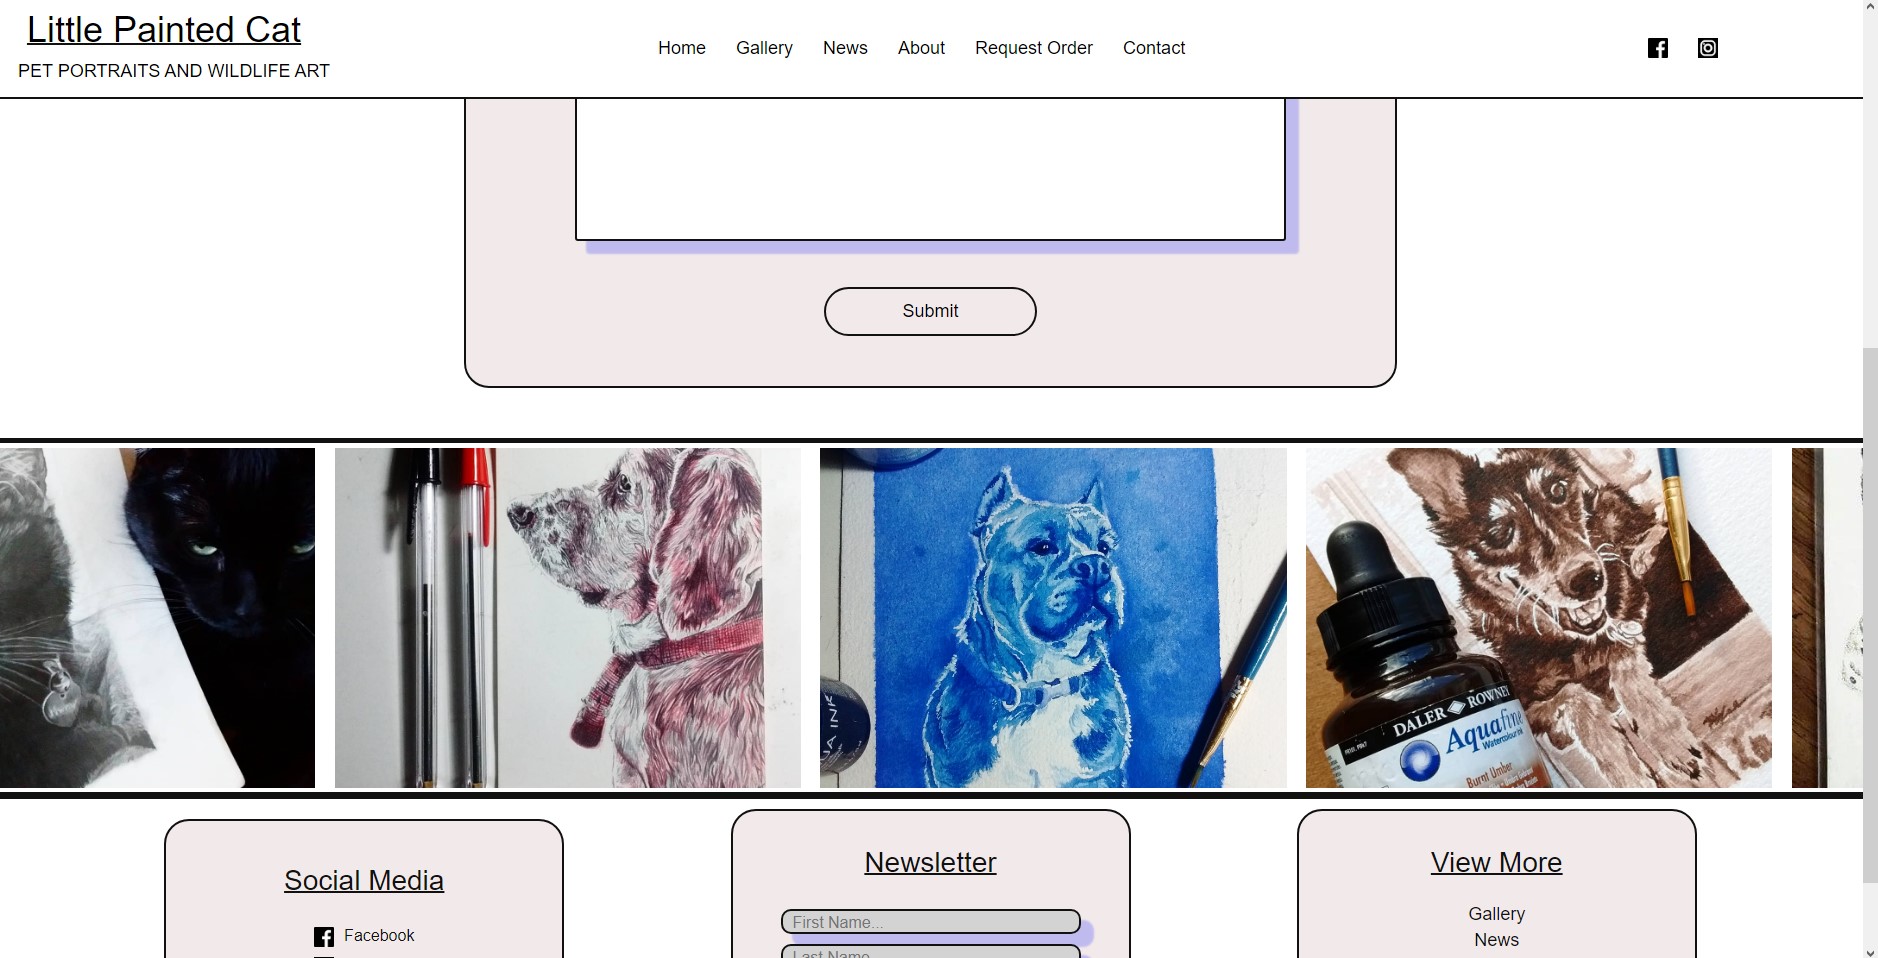 Little Painted Cat
PET PORTRAITS AND WILDLIFE ART
Home Gallery News About Request Order Contact
Submit
DALER ROWNEY
Aquafine
Watercolour Ink
Burnt Umber
Social Media
Facebook
Newsletter
First Name...
Last Name
View More
Gallery
News